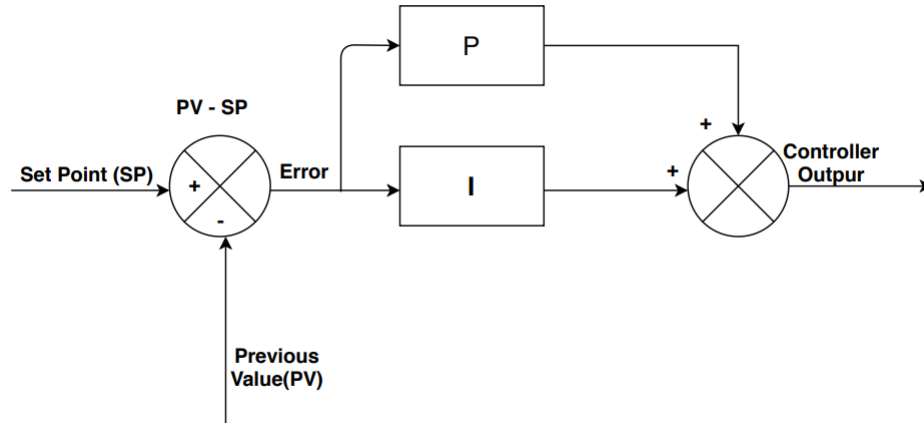 P
PV - SP
+
Set Point (SP)
+
Error
-
I
+
Controller
Outpur
Previous
Value(PV)